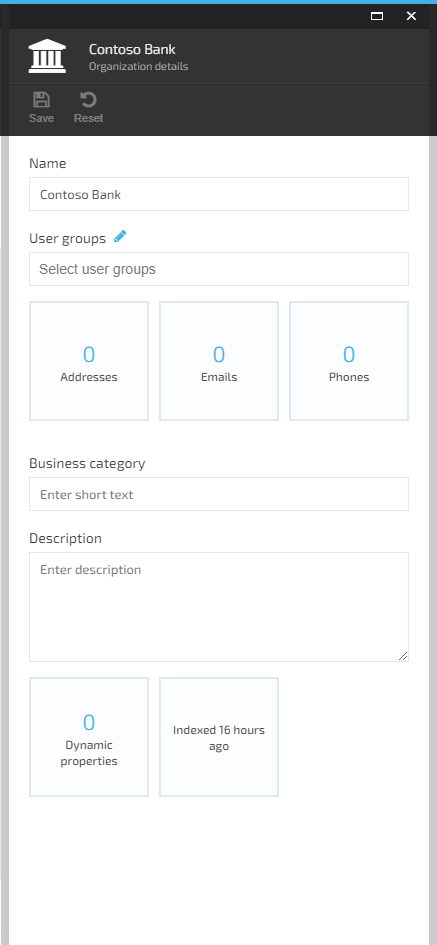 Contoso Bank
Organization details
Save Reset
Name
Contoso Bank
User groups
Select user groups
0 0 0
Addresses Emails Phones
Business category
Enter short text
Description
Enter description
0
Dynamic
properties
Indexed 16 hours
ago